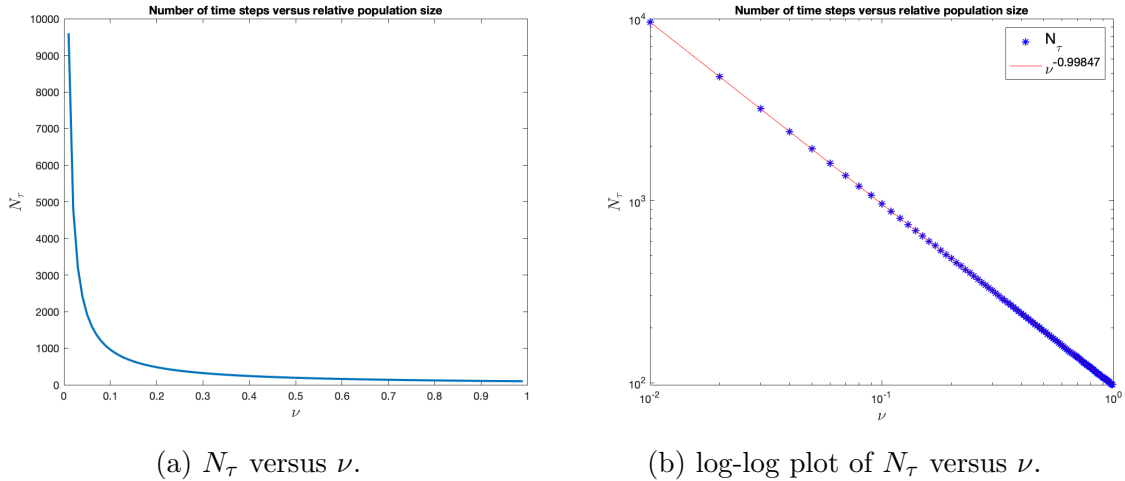 Number of time steps versus relative population size
10000
9000
8000
7000
6000
5000
4000
3000
2000
1000
0
N_τ
0 0.1 0.2 0.3 0.4 0.5 0.6 0.7 0.8 0.9 1
ν
(a) N_τ versus ν.
Number of time steps versus relative population size
10^4
10^3
10^2
N_τ
N_τ
ν^-0.99847
10^-2 10^-1 10^0
ν
(b) log-log plot of N_τ versus ν.